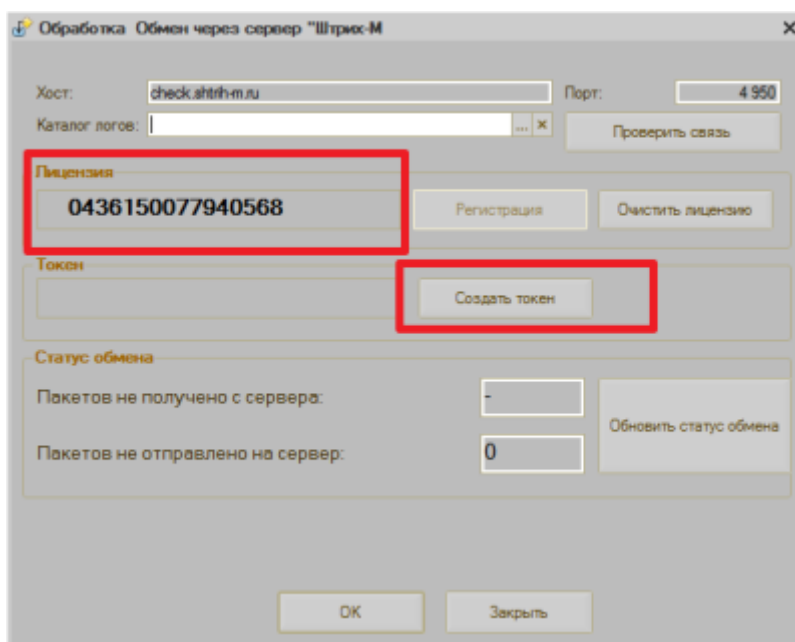 Обработка Обмен через сервер "Штрих-М
Хост: check.shtrih-m.ru Порт: 4 950
Каталог логов: ... Проверить связь
Лицензия
0436150077940568 Регистрация Очистить лицензию
Токен
Создать токен
Статус обмена
Пакетов не получено с сервера: -
Обновить статус обмена
Пакетов не отправлено на сервер: 0
ОК Закрыть